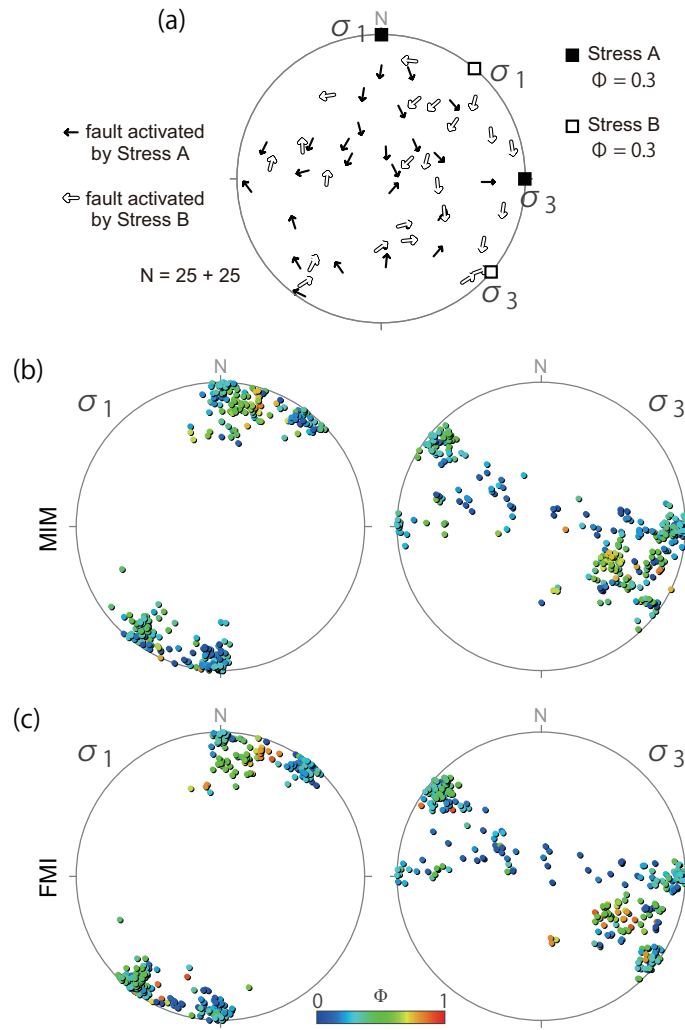 (a)
N
σ1
σ1
σ3
σ3
Stress A
Φ = 0.3
Stress B
Φ = 0.3
fault activated
by Stress A
fault activated
by Stress B
N = 25 + 25
(b)
N
N
σ1
σ3
MIM
(c)
N
N
σ1
σ3
FMI
0 Φ 1